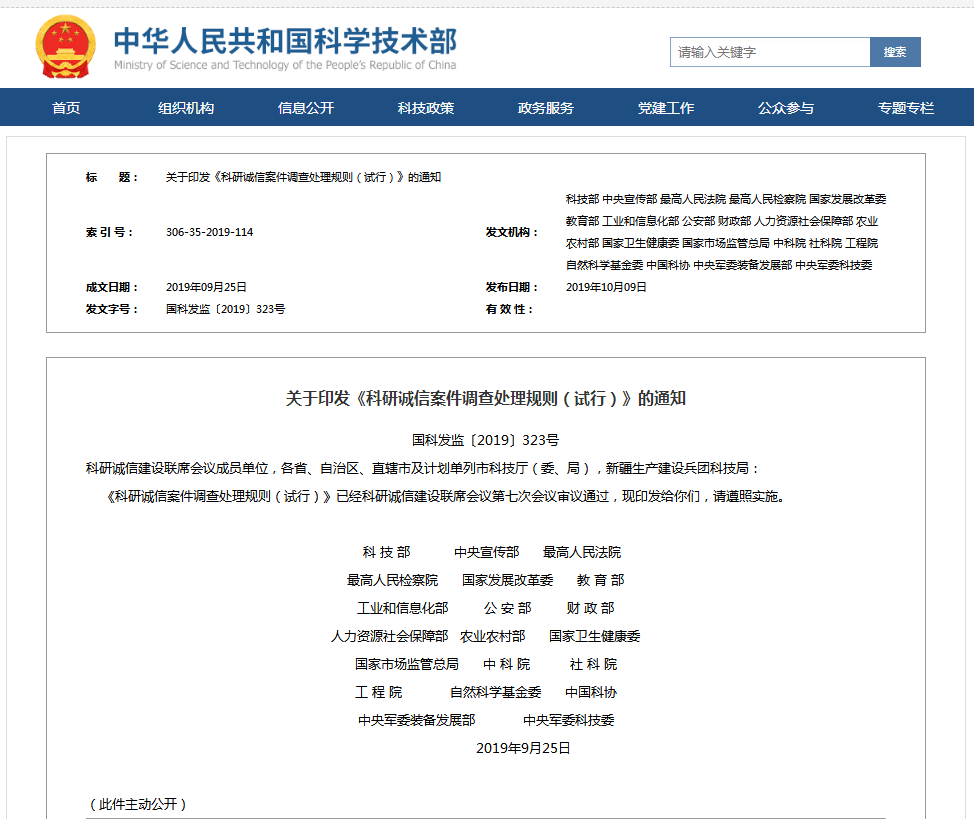 中华人民共和国科学技术部
Ministry of Science and Technology of the People's Republic of China
请输入关键字 搜索
首页 组织机构 信息公开 科技政策 政务服务 党建工作 公众参与 专题专栏
标 题： 关于印发《科研诚信案件调查处理规则（试行）》的通知
科技部 中央宣传部 最高人民法院 最高人民检察院 国家发展改革委
教育部 工业和信息化部 公安部 财政部 人力资源社会保障部 农业
索 引 号： 306-35-2019-114 发文机构：
农村部 国家卫生健康委 国家市场监管总局 中科院 社科院 工程院
自然科学基金委 中国科协 中央军委装备发展部 中央军委科技委
成文日期： 2019年09月25日 发布日期： 2019年10月09日
发文字号： 国科发监〔2019〕323号 有 效 性：
关于印发《科研诚信案件调查处理规则（试行）》的通知
国科发监〔2019〕323号
科研诚信建设联席会议成员单位，各省、自治区、直辖市及计划单列市科技厅（委、局），新疆生产建设兵团科技局：
《科研诚信案件调查处理规则（试行）》已经科研诚信建设联席会议第七次会议审议通过，现印发给你们，请遵照实施。
科 技 部 中央宣传部 最高人民法院
最高人民检察院 国家发展改革委 教 育 部
工业和信息化部 公 安 部 财 政 部
人力资源社会保障部 农业农村部 国家卫生健康委
国家市场监管总局 中 科 院 社 科 院
工 程 院 自然科学基金委 中国科协
中央军委装备发展部 中央军委科技委
2019年9月25日
（此件主动公开）